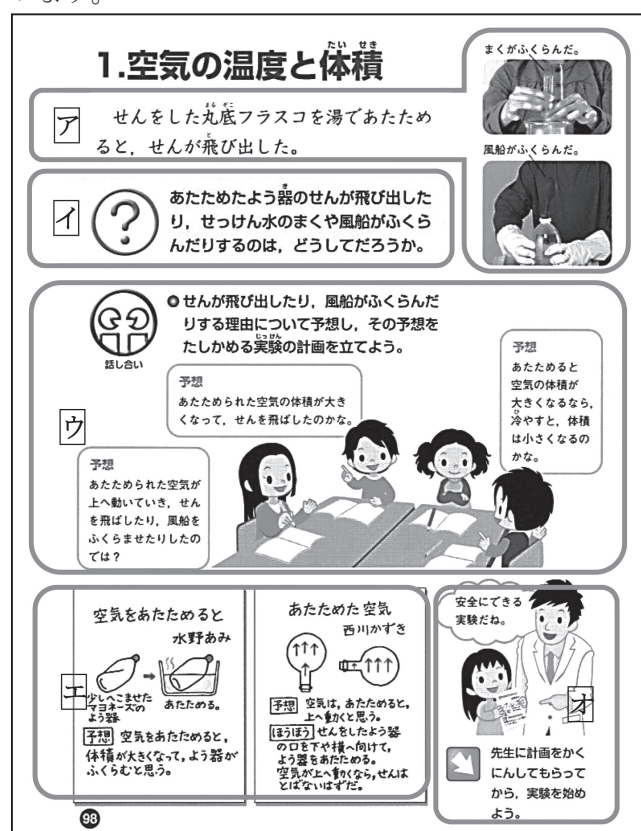 1.空気の温度と体積
たい せき
まくがふくらんだ。
風船がふくらんだ。
ア
まる ぞこ
せんをした丸底フラスコを湯であたため
と
ると，せんが飛び出した。
イ
?
き
あたためたよう器のせんが飛び出した
り，せっけん水のまくや風船がふくら
んだりするのは，どうしてだろうか。
話し合い
せんが飛び出したり，風船がふくらんだ
りする理由について予想し，その予想を
じっけん
たしかめる実験の計画を立てよう。
ウ
予想
あたためられた空気の体積が大き
くなって，せんを飛ばしたのかな。
予想
あたためると
空気の体積が
大きくなるなら，
ひ
冷やすと，体積
は小さくなるの
かな。
予想
あたためられた空気が
上へ動いていき，せん
を飛ばしたり，風船を
ふくらませたりしたの
では？
エ
空気をあたためると
水野あみ
少しへこませた
マヨネーズの
よう器
あたためる。
予想 空気をあたためると，
体積が大きくなって，よう器が
ふくらむと思う。
あたためた空気
西川かずき
予想 空気は，あたためると，
上へ動くと思う。
ほうほう せんをしたよう器
の口を下や横へ向けて，
よう器をあたためる。
空気が上へ動くなら，せんは
とばないはずだ。
オ
安全にできる
実験だね。
先生に計画をかく
にんしてもらって
から，実験を始め
よう。
98